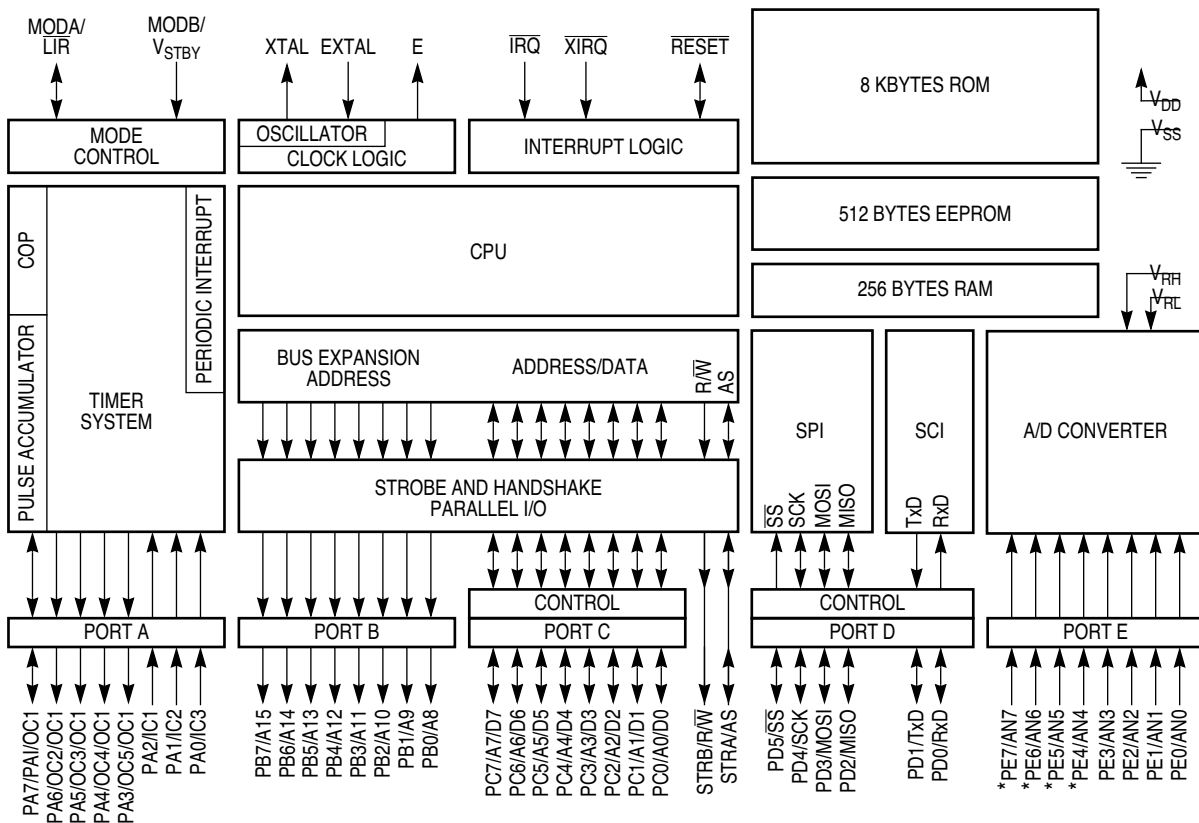 MODA/
LIR
MODB/
VSTBY
XTAL
EXTAL
E
IRQ
XIRQ
RESET
8 KBYTES ROM
VDD
VSS
MODE
CONTROL
OSCILLATOR
CLOCK LOGIC
INTERRUPT LOGIC
COP
PERIODIC INTERRUPT
PULSE ACCUMULATOR
TIMER
SYSTEM
CPU
512 BYTES EEPROM
256 BYTES RAM
VRH
VRL
BUS EXPANSION
ADDRESS
ADDRESS/DATA
R/W
AS
STROBE AND HANDSHAKE
PARALLEL I/O
SPI
SS
SCK
MOSI
MISO
SCI
TxD
RxD
A/D CONVERTER
CONTROL
CONTROL
PORT A
PORT B
PORT C
PORT D
PORT E
PA7/PAI/OC1
PA6/OC2/OC1
PA5/OC3/OC1
PA4/OC4/OC1
PA3/OC5/OC1
PA2/IC1
PA1/IC2
PA0/IC3
PB7/A15
PB6/A14
PB5/A13
PB4/A12
PB3/A11
PB2/A10
PB1/A9
PB0/A8
PC7/A7/D7
PC6/A6/D6
PC5/A5/D5
PC4/A4/D4
PC3/A3/D3
PC2/A2/D2
PC1/A1/D1
PC0/A0/D0
STRB/R/W
STRA/AS
PD5/SS
PD4/SCK
PD3/MOSI
PD2/MISO
PD1/TxD
PD0/RxD
*PE7/AN7
*PE6/AN6
*PE5/AN5
*PE4/AN4
PE3/AN3
PE2/AN2
PE1/AN1
PE0/AN0